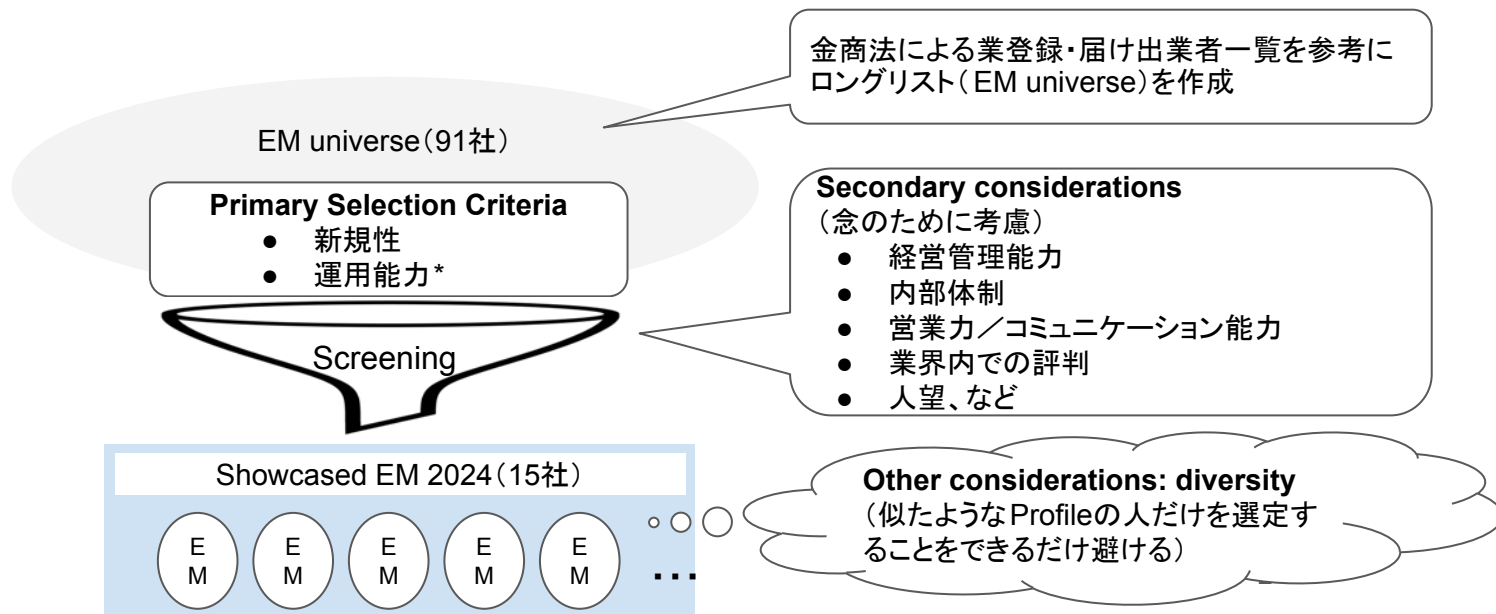 金商法による業登録・届け出業者一覧を参考に
ロングリスト（EM universe）を作成
EM universe（91社）
Primary Selection Criteria
● 新規性
● 運用能力*
Screening
Secondary considerations
（念のために考慮）
● 経営管理能力
● 内部体制
● 営業力／コミュニケーション能力
● 業界内での評判
● 人望、など
Showcased EM 2024（15社）
E
M
E
M
E
M
E
M
E
M
...
Other considerations: diversity
（似たようなProfileの人だけを選定す
ることをできるだけ避ける）